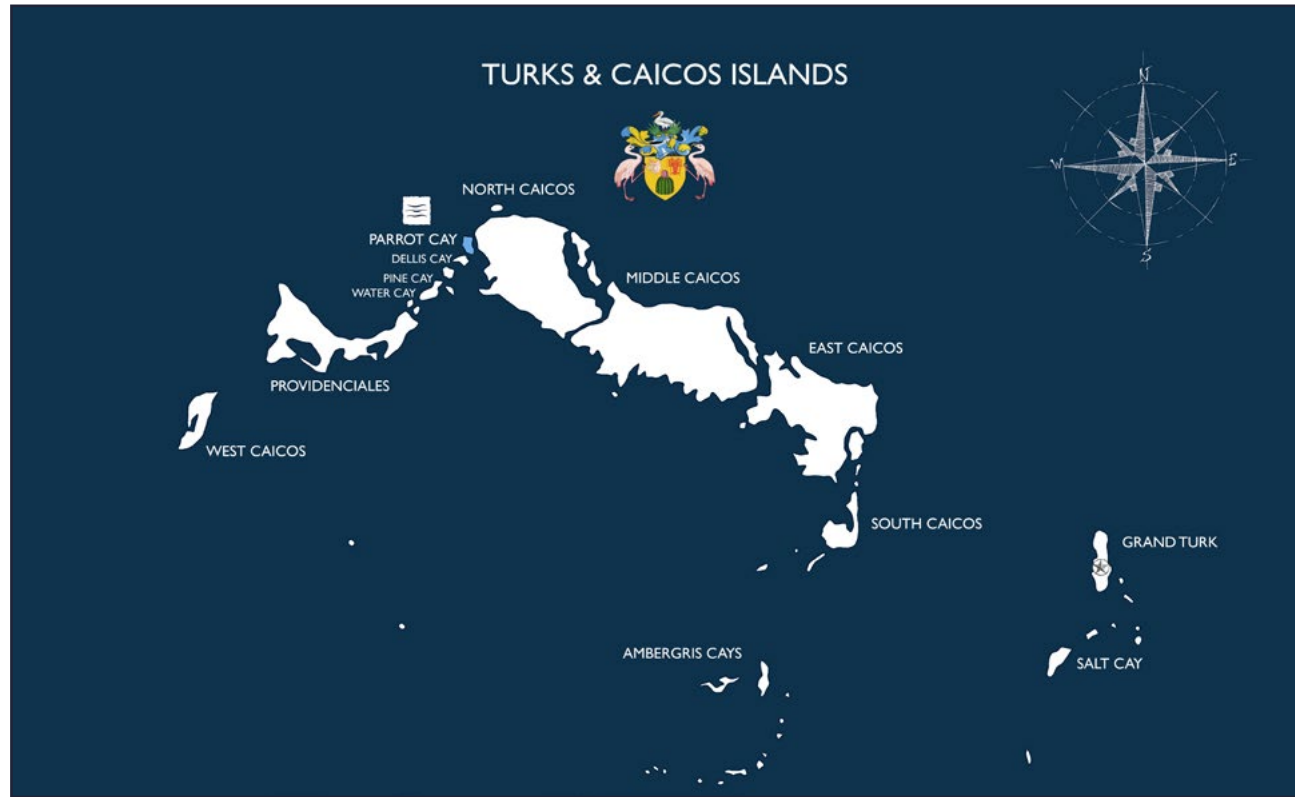 TURKS & CAICOS ISLANDS
N
W
E
S
NORTH CAICOS
PARROT CAY
DELLIS CAY
PINE CAY
WATER CAY
MIDDLE CAICOS
EAST CAICOS
PROVIDENCIALES
WEST CAICOS
SOUTH CAICOS
GRAND TURK
AMBERGRIS CAYS
SALT CAY